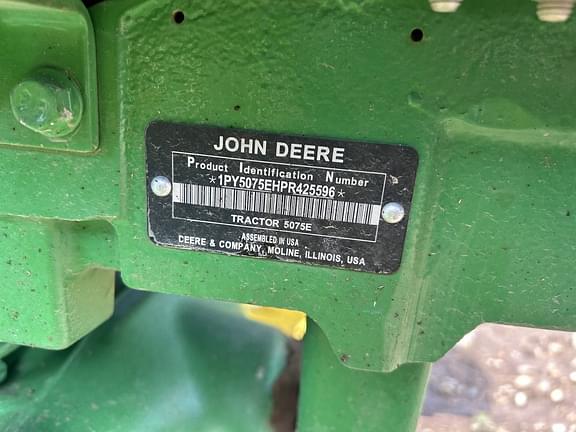 JOHN DEERE
Product Identification Number
*1PY5075EHPR425596*
TRACTOR 5075E
ASSEMBLED IN USA
DEERE & COMPANY, MOLINE, ILLINOIS, USA